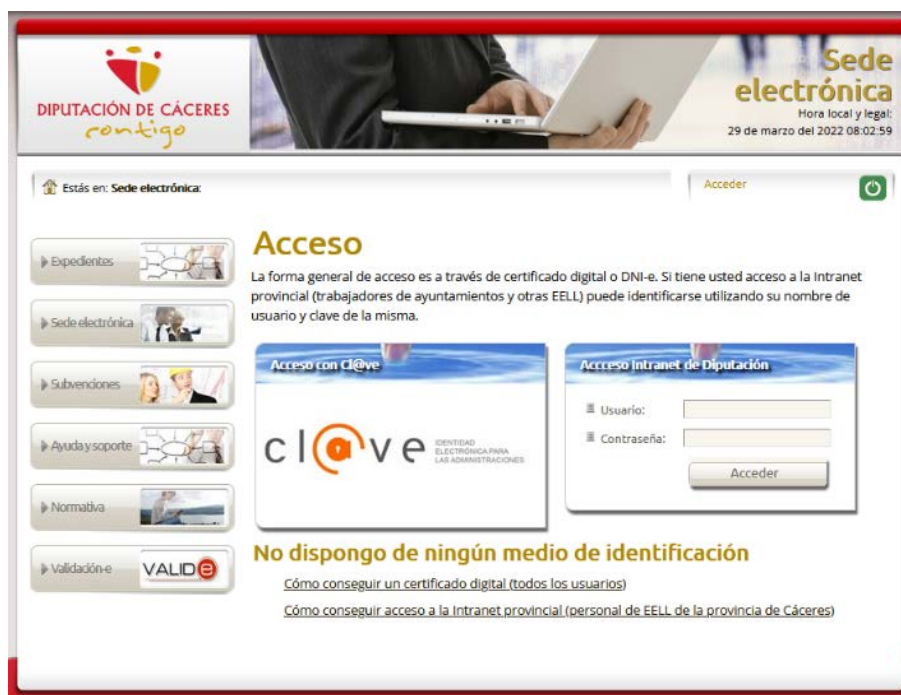 DIPUTACIÓN DE CÁCERES
contigo
Sede
electrónica
Hora local y legal:
29 de marzo del 2022 08:02:59
Estás en: Sede electrónica:
Acceder
Expedientes
Sede electrónica
Subvenciones
Ayuda y soporte
Normativa
Validación-e
VALIDe
Acceso
La forma general de acceso es a través de certificado digital o DNI-e. Si tiene usted acceso a la Intranet
provincial (trabajadores de ayuntamientos y otras EELL) puede identificarse utilizando su nombre de
usuario y clave de la misma.
Acceso con Cl@ve
cl@ve
IDENTIDAD
ELECTRÓNICA PARA
LAS ADMINISTRACIONES
Accceso Intranet de Diputación
Usuario:
Contraseña:
Acceder
No dispongo de ningún medio de identificación
Cómo conseguir un certificado digital (todos los usuarios)
Cómo conseguir acceso a la Intranet provincial (personal de EELL de la provincia de Cáceres)